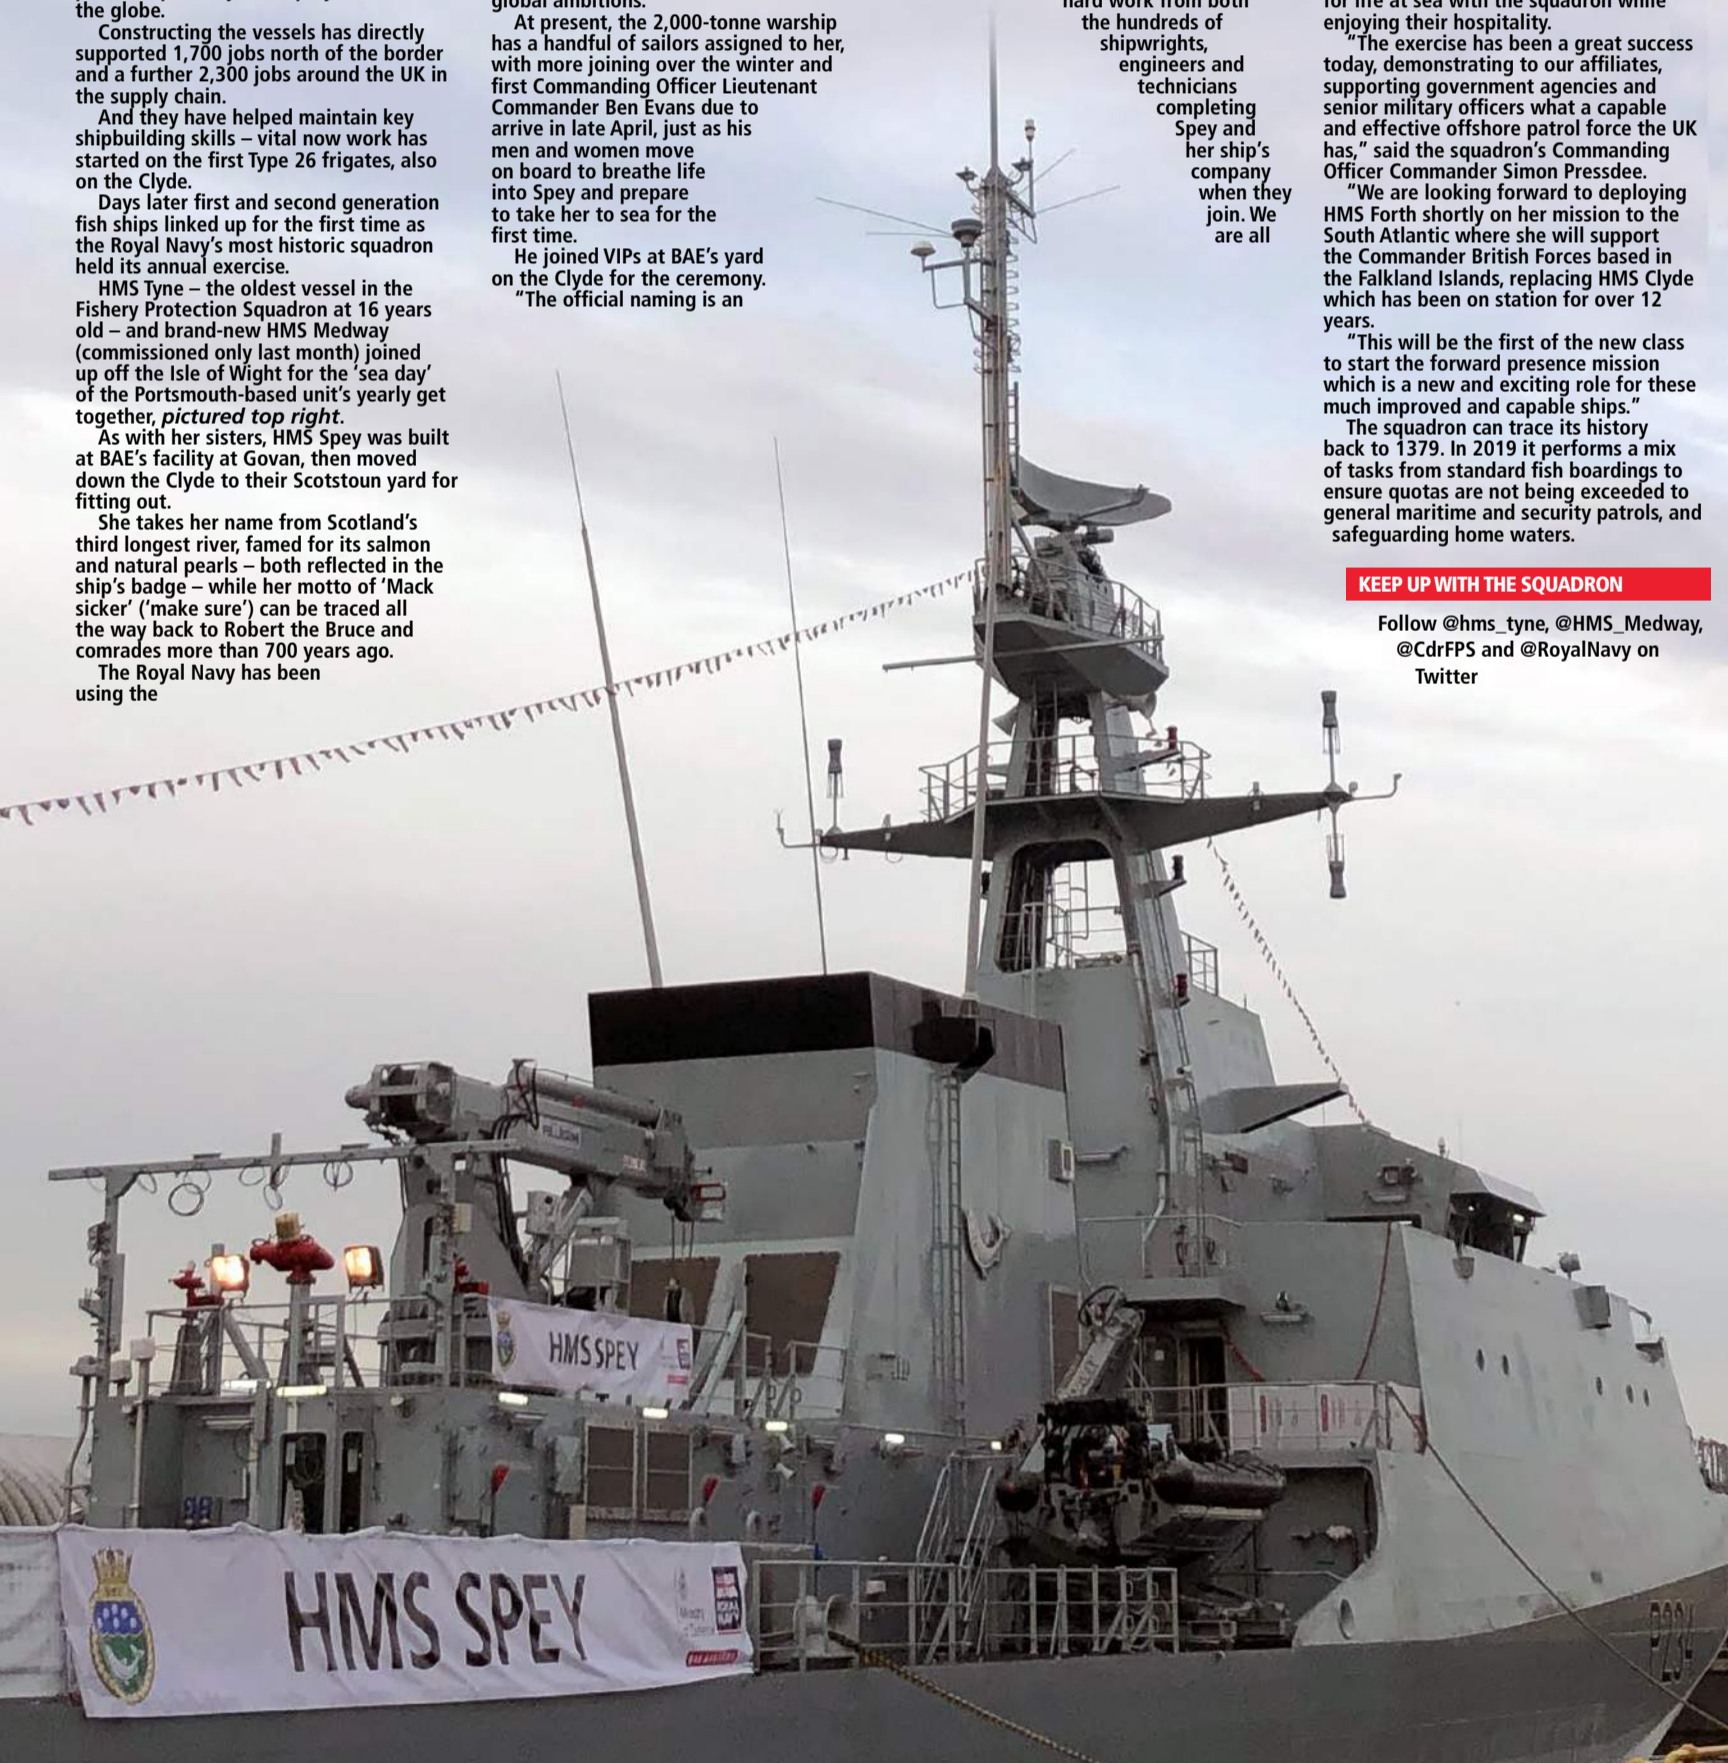 the globe.
Constructing the vessels has directly
supported 1,700 jobs north of the border
and a further 2,300 jobs around the UK in
the supply chain.
And they have helped maintain key
shipbuilding skills – vital now work has
started on the first Type 26 frigates, also
on the Clyde.
Days later first and second generation
fish ships linked up for the first time as
the Royal Navy's most historic squadron
held its annual exercise.
HMS Tyne – the oldest vessel in the
Fishery Protection Squadron at 16 years
old – and brand-new HMS Medway
(commissioned only last month) joined
up off the Isle of Wight for the 'sea day'
of the Portsmouth-based unit's yearly get
together, pictured top right.
As with her sisters, HMS Spey was built
at BAE's facility at Govan, then moved
down the Clyde to their Scotstoun yard for
fitting out.
She takes her name from Scotland's
third longest river, famed for its salmon
and natural pearls – both reflected in the
ship's badge – while her motto of 'Mack
sicker' ('make sure') can be traced all
the way back to Robert the Bruce and
comrades more than 700 years ago.
The Royal Navy has been
using the
global ambitions.
At present, the 2,000-tonne warship
has a handful of sailors assigned to her,
with more joining over the winter and
first Commanding Officer Lieutenant
Commander Ben Evans due to
arrive in late April, just as his
men and women move
on board to breathe life
into Spey and prepare
to take her to sea for the
first time.
He joined VIPs at BAE's yard
on the Clyde for the ceremony.
"The official naming is an
hard work from both
the hundreds of
shipwrights,
engineers and
technicians
completing
Spey and
her ship's
company
when they
join. We
are all
for life at sea with the squadron while
enjoying their hospitality.
"The exercise has been a great success
today, demonstrating to our affiliates,
supporting government agencies and
senior military officers what a capable
and effective offshore patrol force the UK
has," said the squadron's Commanding
Officer Commander Simon Pressdee.
"We are looking forward to deploying
HMS Forth shortly on her mission to the
South Atlantic where she will support
the Commander British Forces based in
the Falkland Islands, replacing HMS Clyde
which has been on station for over 12
years.
"This will be the first of the new class
to start the forward presence mission
which is a new and exciting role for these
much improved and capable ships."
The squadron can trace its history
back to 1379. In 2019 it performs a mix
of tasks from standard fish boardings to
ensure quotas are not being exceeded to
general maritime and security patrols, and
safeguarding home waters.
KEEP UP WITH THE SQUADRON
Follow @hms_tyne, @HMS_Medway,
@CdrFPS and @RoyalNavy on
Twitter
HMS SPEY
HMS SPEY
P234